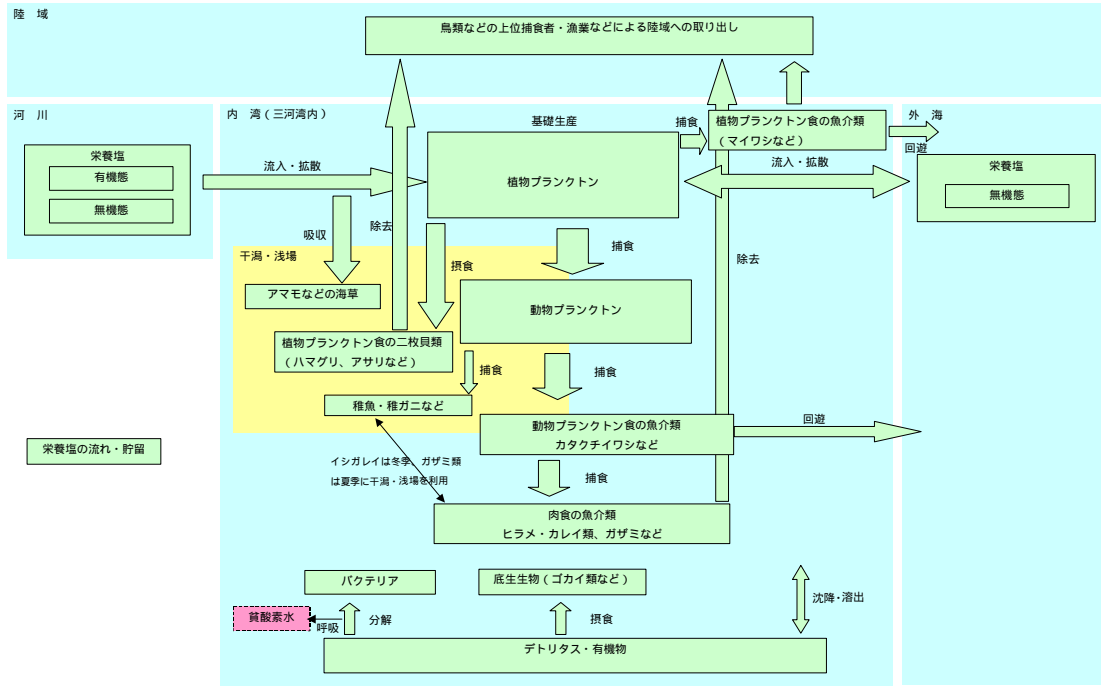 陸　域
鳥類などの上位捕食者・漁業などによる陸域への取り出し
河　川
栄養塩
有機態
無機態
内　湾(三河湾内)
基礎生産
捕食
植物プランクトン食の魚介類
(マイワシなど)
外　海
回遊
流入・拡散
植物プランクトン
流入・拡散
栄養塩
無機態
吸収
除去
干潟・浅場
摂食
捕食
除去
アマモなどの海草
動物プランクトン
植物プランクトン食の二枚貝類
(ハマグリ、アサリなど)
捕食
捕食
稚魚・稚ガニなど
動物プランクトン食の魚介類
カタクチイワシなど
回遊
栄養塩の流れ・貯留
イシガレイは冬季、ガザミ類
は夏季に干潟・浅場を利用
捕食
肉食の魚介類
ヒラメ・カレイ類、ガザミなど
バクテリア
底生生物(ゴカイ類など)
沈降・溶出
貧酸素水
呼吸
分解
摂食
デトリタス・有機物